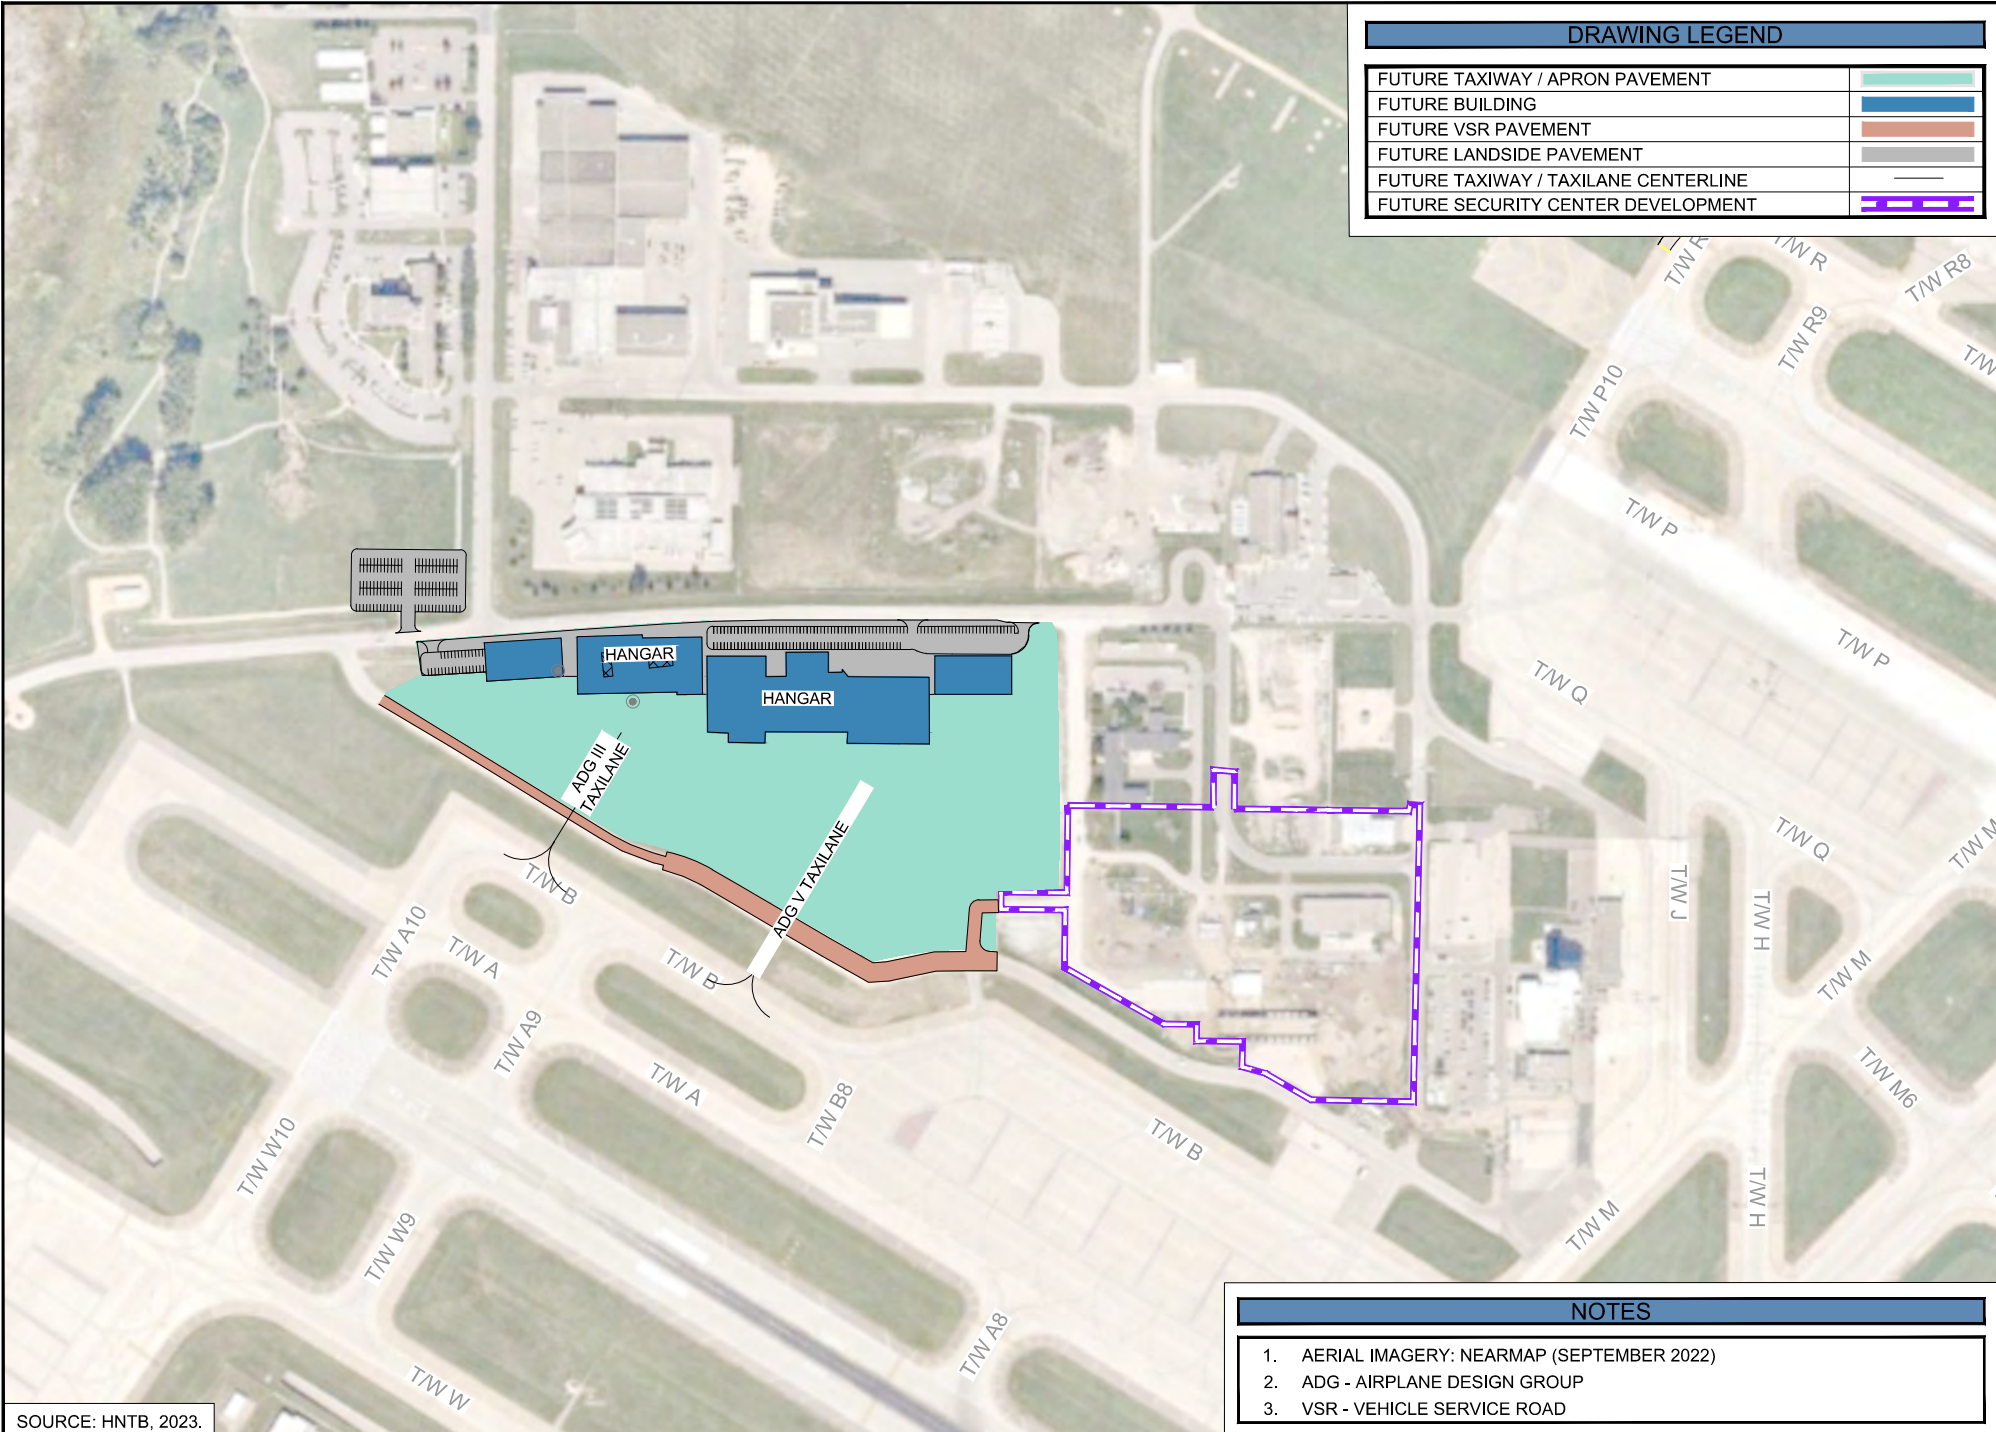 DRAWING LEGEND
FUTURE TAXIWAY / APRON PAVEMENT
FUTURE BUILDING
FUTURE VSR PAVEMENT
FUTURE LANDSIDE PAVEMENT
FUTURE TAXIWAY / TAXILANE CENTERLINE
FUTURE SECURITY CENTER DEVELOPMENT
T/W R
T/W R8
T/W R9
T/W P10
T/W P
T/W P
T/W Q
T/W Q
HANGAR
HANGAR
ADG III
TAXILANE
ADG V TAXILANE
T/W B
T/W B
T/W B
T/W A10
T/W A
T/W A9
T/W A
T/W B8
T/W W10
T/W W9
T/W W
T/W A8
T/W J
T/W H
T/W H
T/W M
T/W M
T/W M
T/W M6
NOTES
1. AERIAL IMAGERY: NEARMAP (SEPTEMBER 2022)
2. ADG - AIRPLANE DESIGN GROUP
3. VSR - VEHICLE SERVICE ROAD
SOURCE: HNTB, 2023.